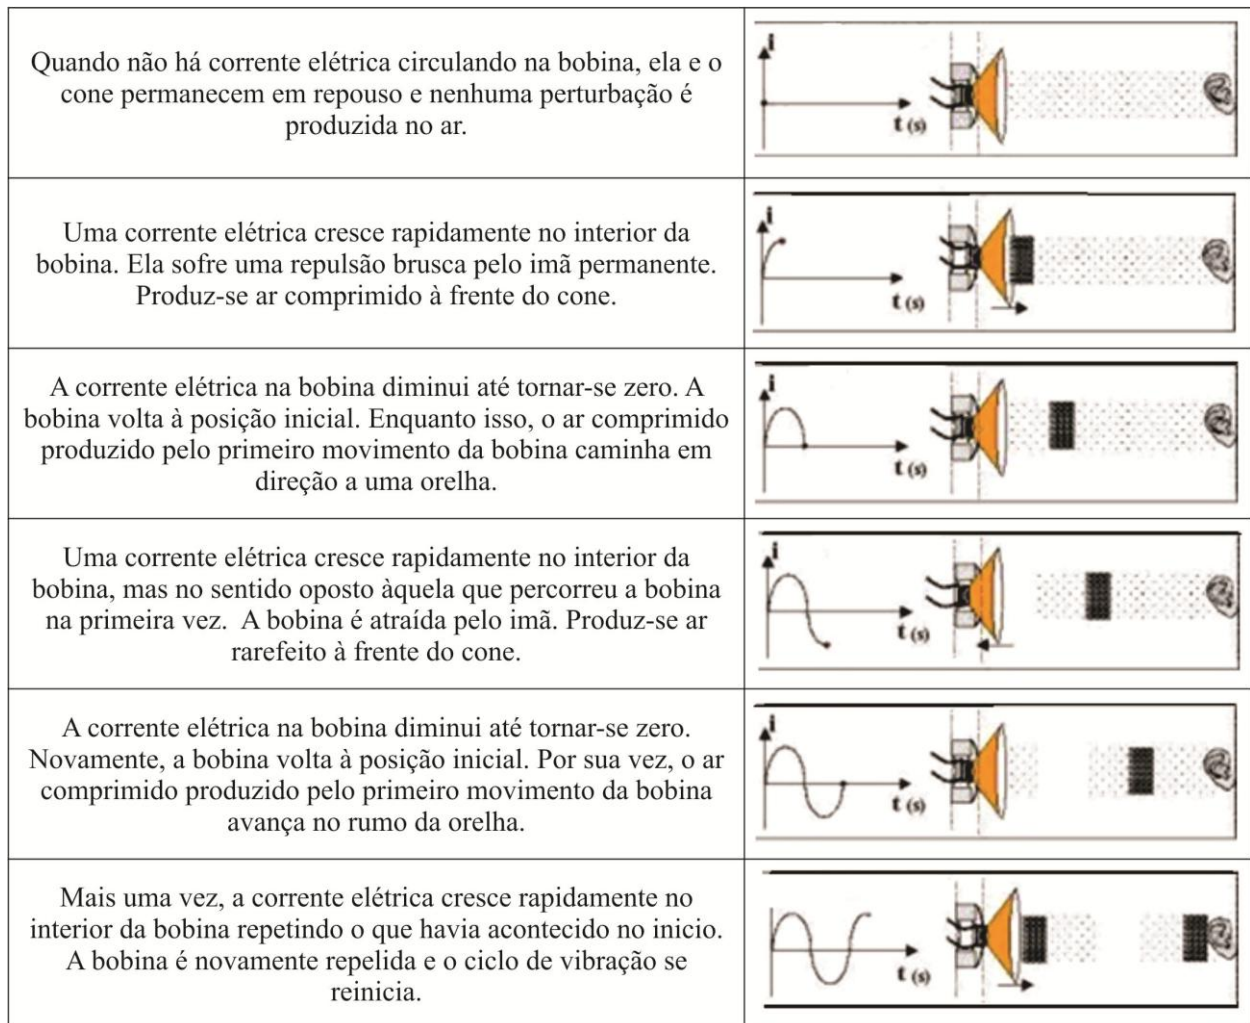 Quando não há corrente elétrica circulando na bobina, ela e o
cone permanecem em repouso e nenhuma perturbação é
produzida no ar.
i
t (s)
Uma corrente elétrica cresce rapidamente no interior da
bobina. Ela sofre uma repulsão brusca pelo imã permanente.
Produz-se ar comprimido à frente do cone.
i
t (s)
A corrente elétrica na bobina diminui até tornar-se zero. A
bobina volta à posição inicial. Enquanto isso, o ar comprimido
produzido pelo primeiro movimento da bobina caminha em
direção a uma orelha.
i
t (s)
Uma corrente elétrica cresce rapidamente no interior da
bobina, mas no sentido oposto àquela que percorreu a bobina
na primeira vez. A bobina é atraída pelo imã. Produz-se ar
rarefeito à frente do cone.
i
t (s)
A corrente elétrica na bobina diminui até tornar-se zero.
Novamente, a bobina volta à posição inicial. Por sua vez, o ar
comprimido produzido pelo primeiro movimento da bobina
avança no rumo da orelha.
i
t (s)
Mais uma vez, a corrente elétrica cresce rapidamente no
interior da bobina repetindo o que havia acontecido no inicio.
A bobina é novamente repelida e o ciclo de vibração se
reinicia.
i
t (s)